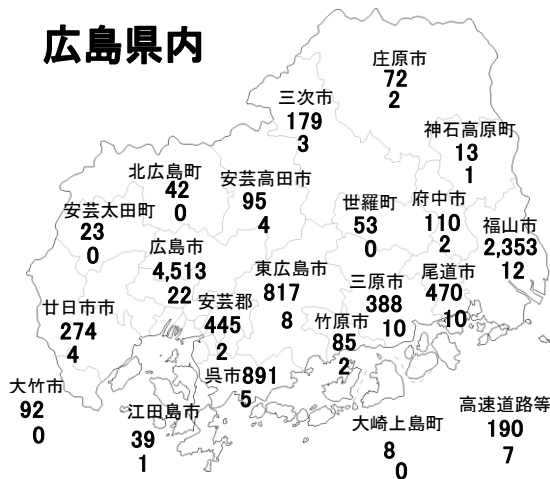 広島県内
庄原市
72
2
三次市
179
3
神石高原町
13
1
北広島町
42
0
安芸高田市
95
4
安芸太田町
23
0
世羅町
53
0
府中市
110
2
福山市
2,353
12
広島市
4,513
22
東広島市
817
8
三原市
388
10
尾道市
470
10
廿日市市
274
4
安芸郡
445
2
竹原市
85
2
呉市891
5
大竹市
92
0
江田島市
39
1
大崎上島町
8
0
高速道路等
190
7